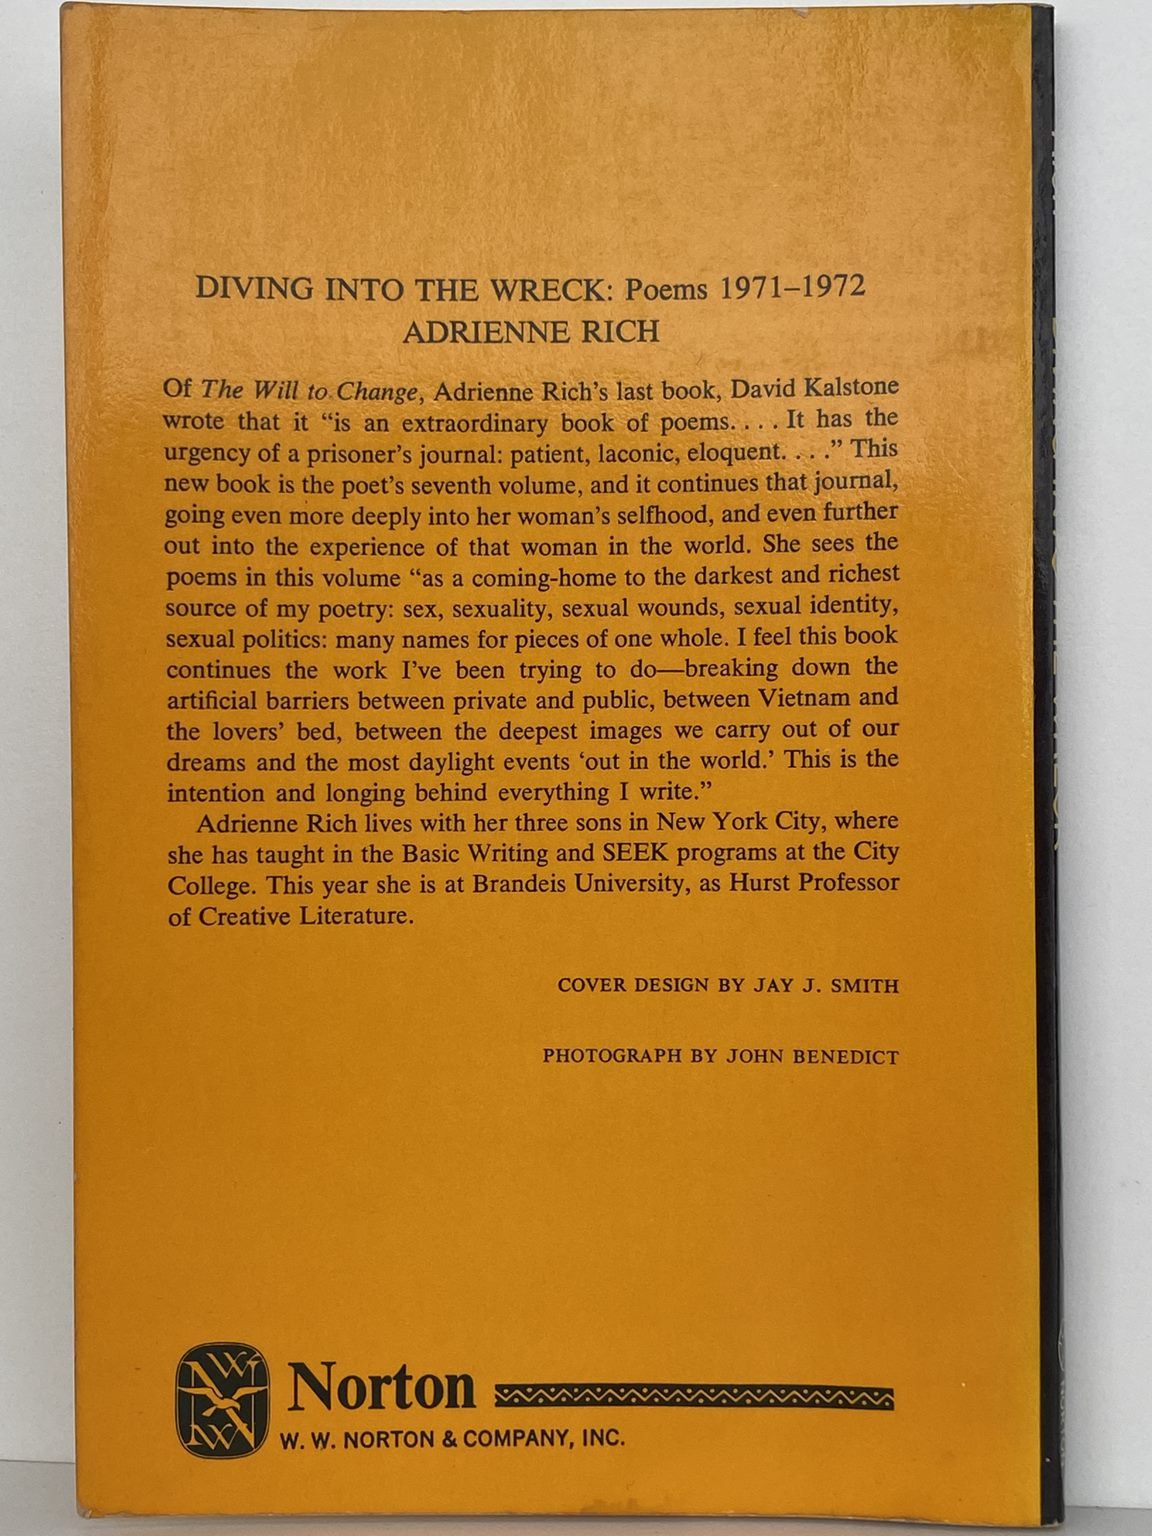 DIVING INTO THE WRECK: Poems 1971–1972
ADRIENNE RICH
Of The Will to Change, Adrienne Rich's last book, David Kalstone
wrote that it “is an extraordinary book of poems. . . . It has the
urgency of a prisoner's journal: patient, laconic, eloquent. . . .” This
new book is the poet's seventh volume, and it continues that journal,
going even more deeply into her woman's selfhood, and even further
out into the experience of that woman in the world. She sees the
poems in this volume “as a coming-home to the darkest and richest
source of my poetry: sex, sexuality, sexual wounds, sexual identity,
sexual politics: many names for pieces of one whole. I feel this book
continues the work I've been trying to do—breaking down the
artificial barriers between private and public, between Vietnam and
the lovers' bed, between the deepest images we carry out of our
dreams and the most daylight events ‘out in the world.’ This is the
intention and longing behind everything I write.”
Adrienne Rich lives with her three sons in New York City, where
she has taught in the Basic Writing and SEEK programs at the City
College. This year she is at Brandeis University, as Hurst Professor
of Creative Literature.
COVER DESIGN BY JAY J. SMITH
PHOTOGRAPH BY JOHN BENEDICT
Norton
W. W. NORTON & COMPANY, INC.